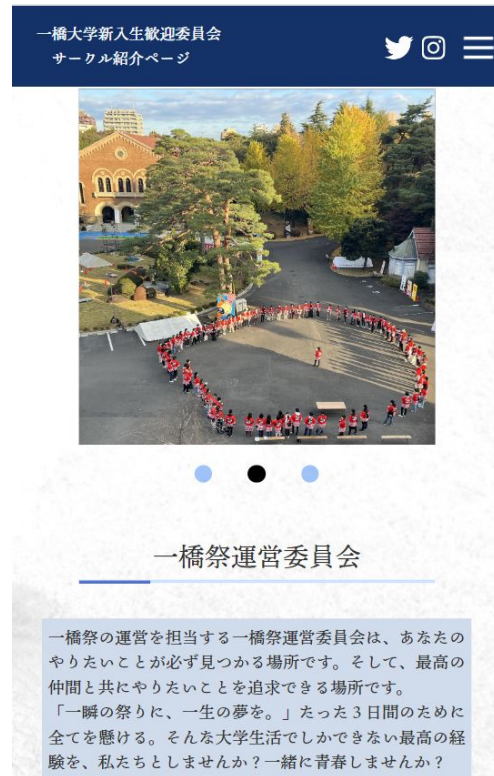 一橋大学新入生歓迎委員会
サークル紹介ページ
一橋祭運営委員会
一橋祭の運営を担当する一橋祭運営委員会は、あなたの
やりたいことが必ず見つかる場所です。そして、最高の
仲間と共にやりたいことを追求できる場所です。
「一瞬の祭りに、一生の夢を。」たった3日間のために
全てを懸ける。そんな大学生活でしかできない最高の経
験を、私たちとしませんか？一緒に青春しませんか？